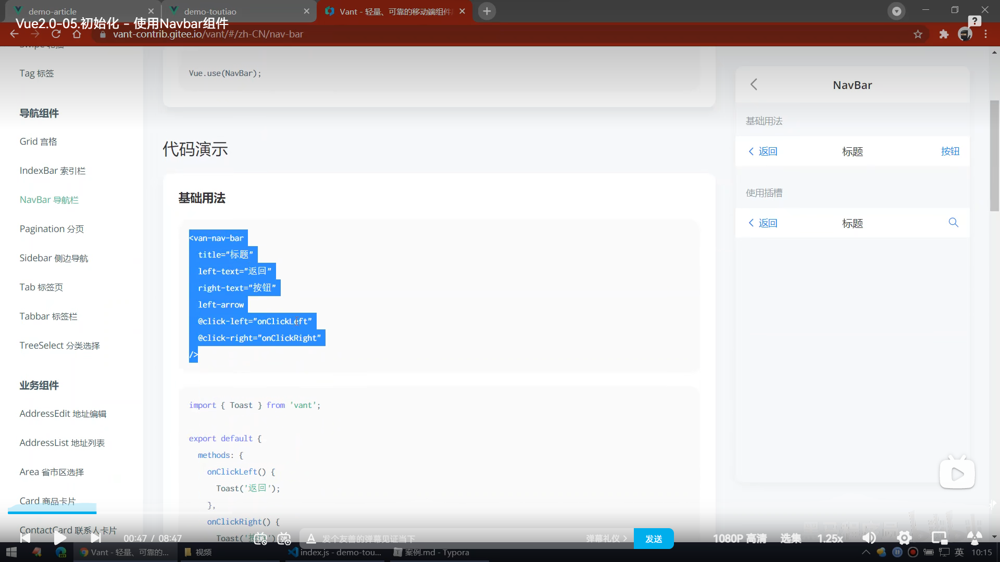 demo-article
demo-toutiao
Vant - 轻量、可靠的移动端组件
Vue2.0-05.初始化 - 使用Navbar组件
vant-contrib.gitee.io/vant/#/zh-CN/nav-bar
Swipe 轮播
Tag 标签
导航组件
Grid 宫格
IndexBar 索引栏
NavBar 导航栏
Pagination 分页
Sidebar 侧边导航
Tab 标签页
Tabbar 标签栏
TreeSelect 分类选择
业务组件
AddressEdit 地址编辑
AddressList 地址列表
Area 省市区选择
Card 商品卡片
ContactCard 联系人卡片
Vue.use(NavBar);
代码演示
基础用法
<van-nav-bar
title="标题"
left-text="返回"
right-text="按钮"
left-arrow
@click-left="onClickLeft"
@click-right="onClickRight"
/>
import { Toast } from 'vant';
export default {
methods: {
onClickLeft() {
Toast('返回');
},
onClickRight() {
NavBar
基础用法
返回
标题
按钮
使用插槽
返回
标题
00:47 / 08:47
发个友善的弹幕见证当下
弹幕礼仪 >
发送
1080P 高清
选集
1.25x
Vant - 轻量、可靠的...
视频
index.js - demo-tou...
案例.md - Typora
英
10:15